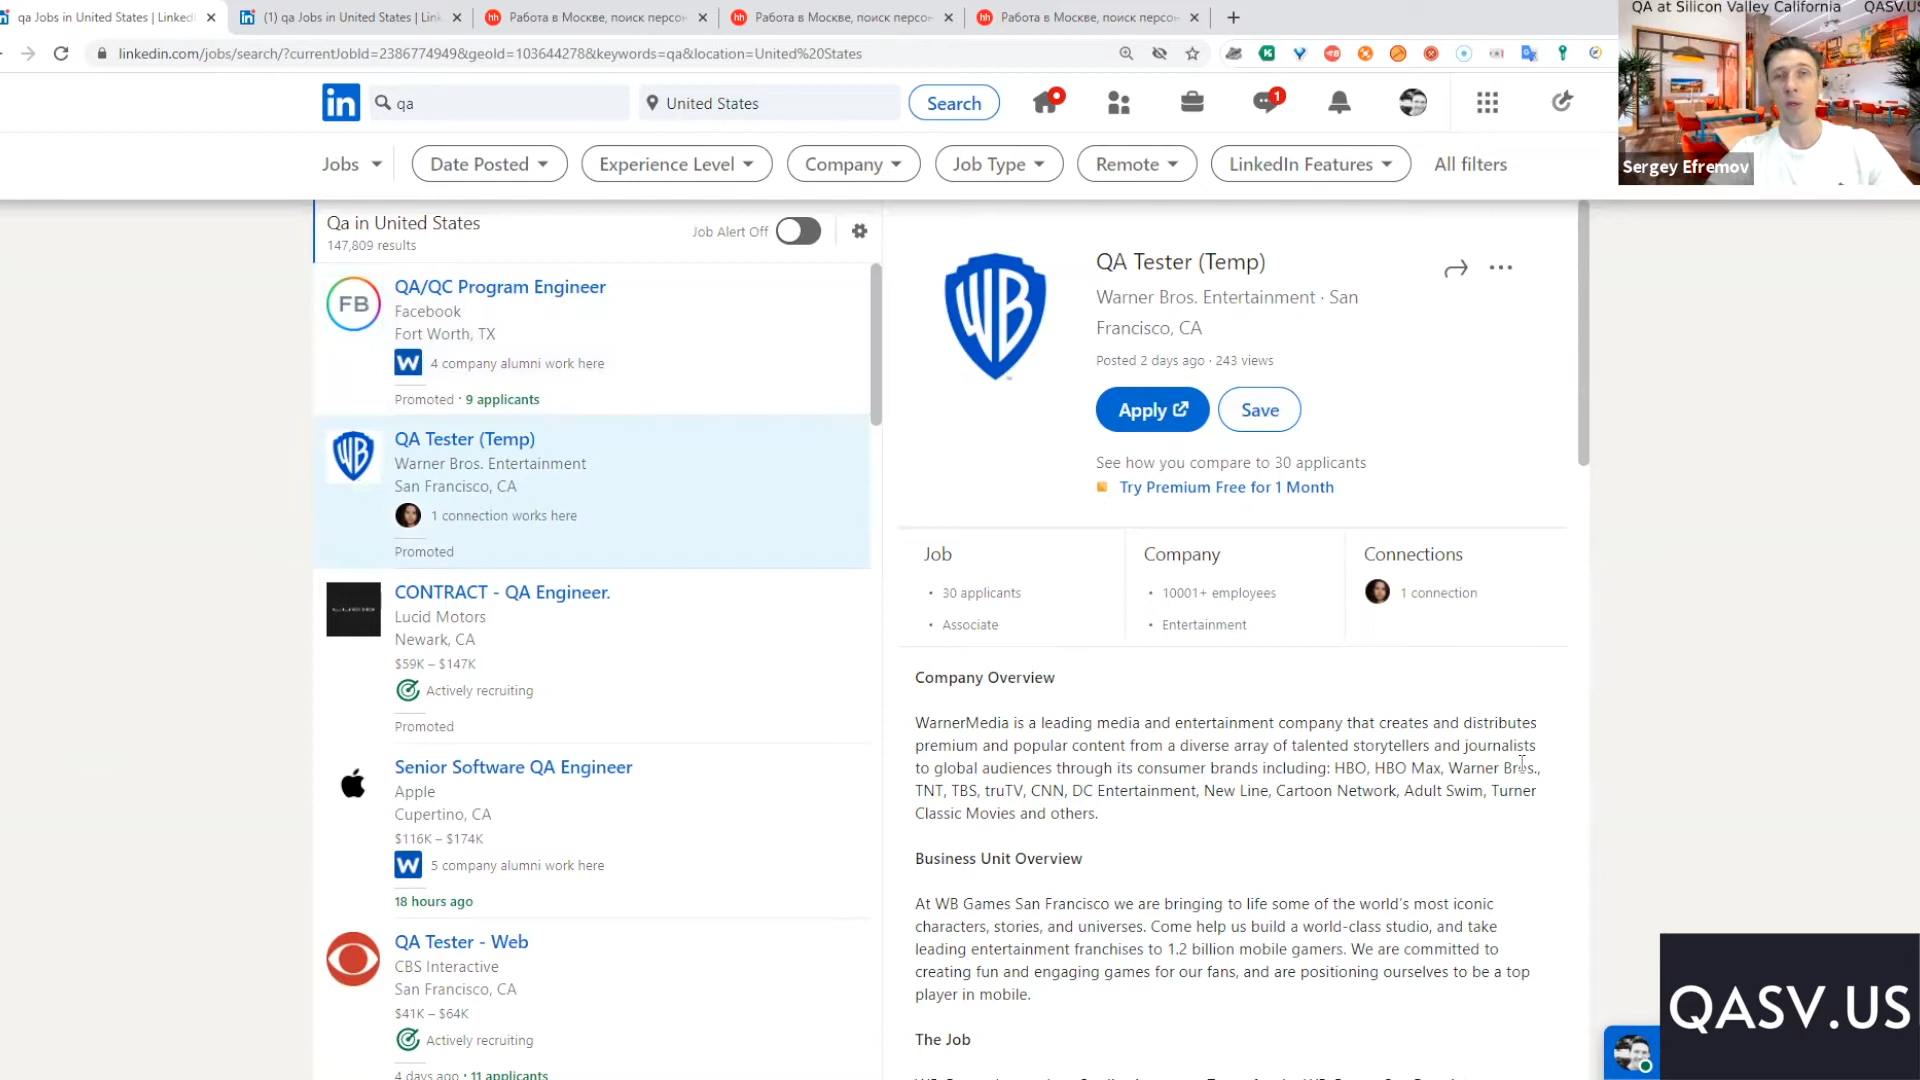 qa Jobs in United States | Linked
(1) qa Jobs in United States | Link
hh Работа в Москве, поиск персон
hh Работа в Москве, поиск персон
hh Работа в Москве, поиск персон
QA at Silicon Valley California QASV.US
linkedin.com/jobs/search/?currentJobId=2386774949&geoId=103644278&keywords=qa&location=United%20States
in
qa
United States
Search
1
Sergey Efremov
Jobs
Date Posted
Experience Level
Company
Job Type
Remote
LinkedIn Features
All filters
Qa in United States
147,809 results
Job Alert Off
FB
QA/QC Program Engineer
Facebook
Fort Worth, TX
W 4 company alumni work here
Promoted · 9 applicants
QA Tester (Temp)
Warner Bros. Entertainment
San Francisco, CA
1 connection works here
Promoted
CONTRACT - QA Engineer.
Lucid Motors
Newark, CA
$59K – $147K
Actively recruiting
Promoted
Senior Software QA Engineer
Apple
Cupertino, CA
$116K – $174K
W 5 company alumni work here
18 hours ago
QA Tester - Web
CBS Interactive
San Francisco, CA
$41K – $64K
Actively recruiting
4 days ago · 11 applicants
WB
QA Tester (Temp)
Warner Bros. Entertainment · San
Francisco, CA
Posted 2 days ago · 243 views
Apply
Save
See how you compare to 30 applicants
Try Premium Free for 1 Month
Job
• 30 applicants
• Associate
Company
• 10001+ employees
• Entertainment
Connections
1 connection
Company Overview
WarnerMedia is a leading media and entertainment company that creates and distributes
premium and popular content from a diverse array of talented storytellers and journalists
to global audiences through its consumer brands including: HBO, HBO Max, Warner Bros.,
TNT, TBS, truTV, CNN, DC Entertainment, New Line, Cartoon Network, Adult Swim, Turner
Classic Movies and others.
Business Unit Overview
At WB Games San Francisco we are bringing to life some of the world's most iconic
characters, stories, and universes. Come help us build a world-class studio, and take
leading entertainment franchises to 1.2 billion mobile gamers. We are committed to
creating fun and engaging games for our fans, and are positioning ourselves to be a top
player in mobile.
The Job
QASV.US